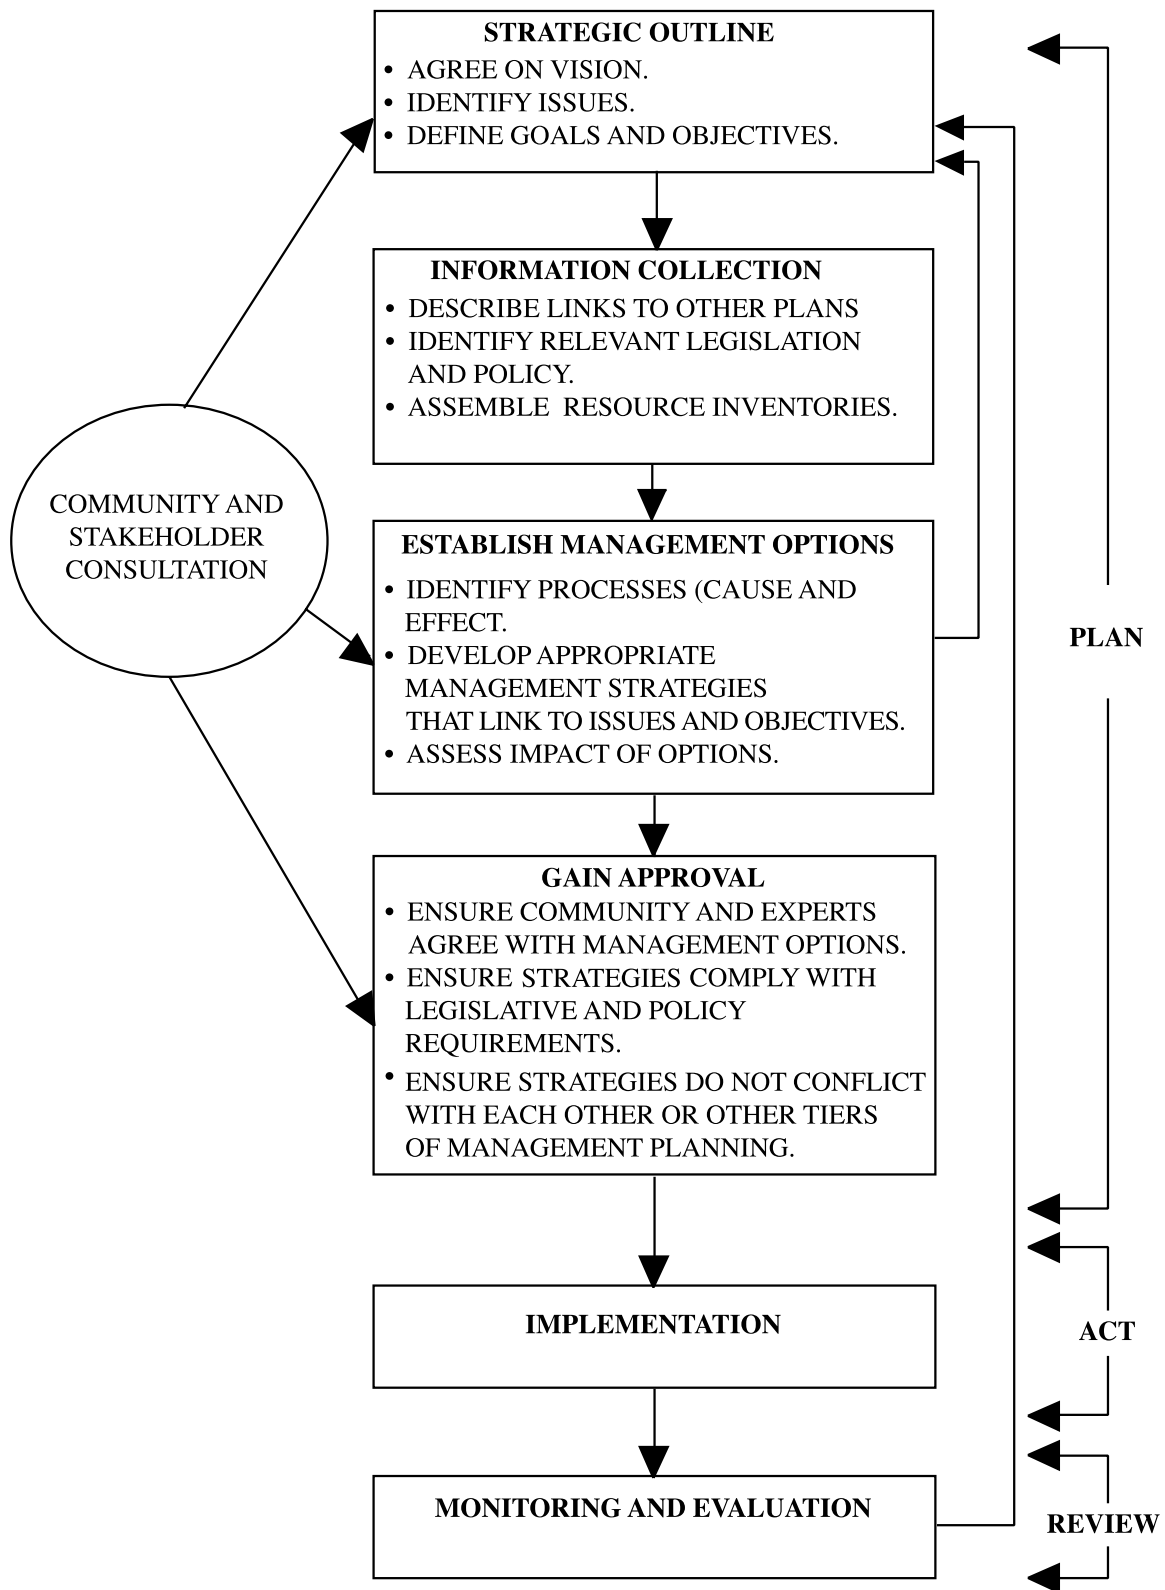 STRATEGIC OUTLINE
• AGREE ON VISION.
• IDENTIFY ISSUES.
• DEFINE GOALS AND OBJECTIVES.
INFORMATION COLLECTION
• DESCRIBE LINKS TO OTHER PLANS
• IDENTIFY RELEVANT LEGISLATION
AND POLICY.
• ASSEMBLE RESOURCE INVENTORIES.
COMMUNITY AND
STAKEHOLDER
CONSULTATION
ESTABLISH MANAGEMENT OPTIONS
• IDENTIFY PROCESSES (CAUSE AND
EFFECT.
• DEVELOP APPROPRIATE
MANAGEMENT STRATEGIES
THAT LINK TO ISSUES AND OBJECTIVES.
• ASSESS IMPACT OF OPTIONS.
PLAN
GAIN APPROVAL
• ENSURE COMMUNITY AND EXPERTS
AGREE WITH MANAGEMENT OPTIONS.
• ENSURE STRATEGIES COMPLY WITH
LEGISLATIVE AND POLICY
REQUIREMENTS.
• ENSURE STRATEGIES DO NOT CONFLICT
WITH EACH OTHER OR OTHER TIERS
OF MANAGEMENT PLANNING.
IMPLEMENTATION
ACT
MONITORING AND EVALUATION
REVIEW